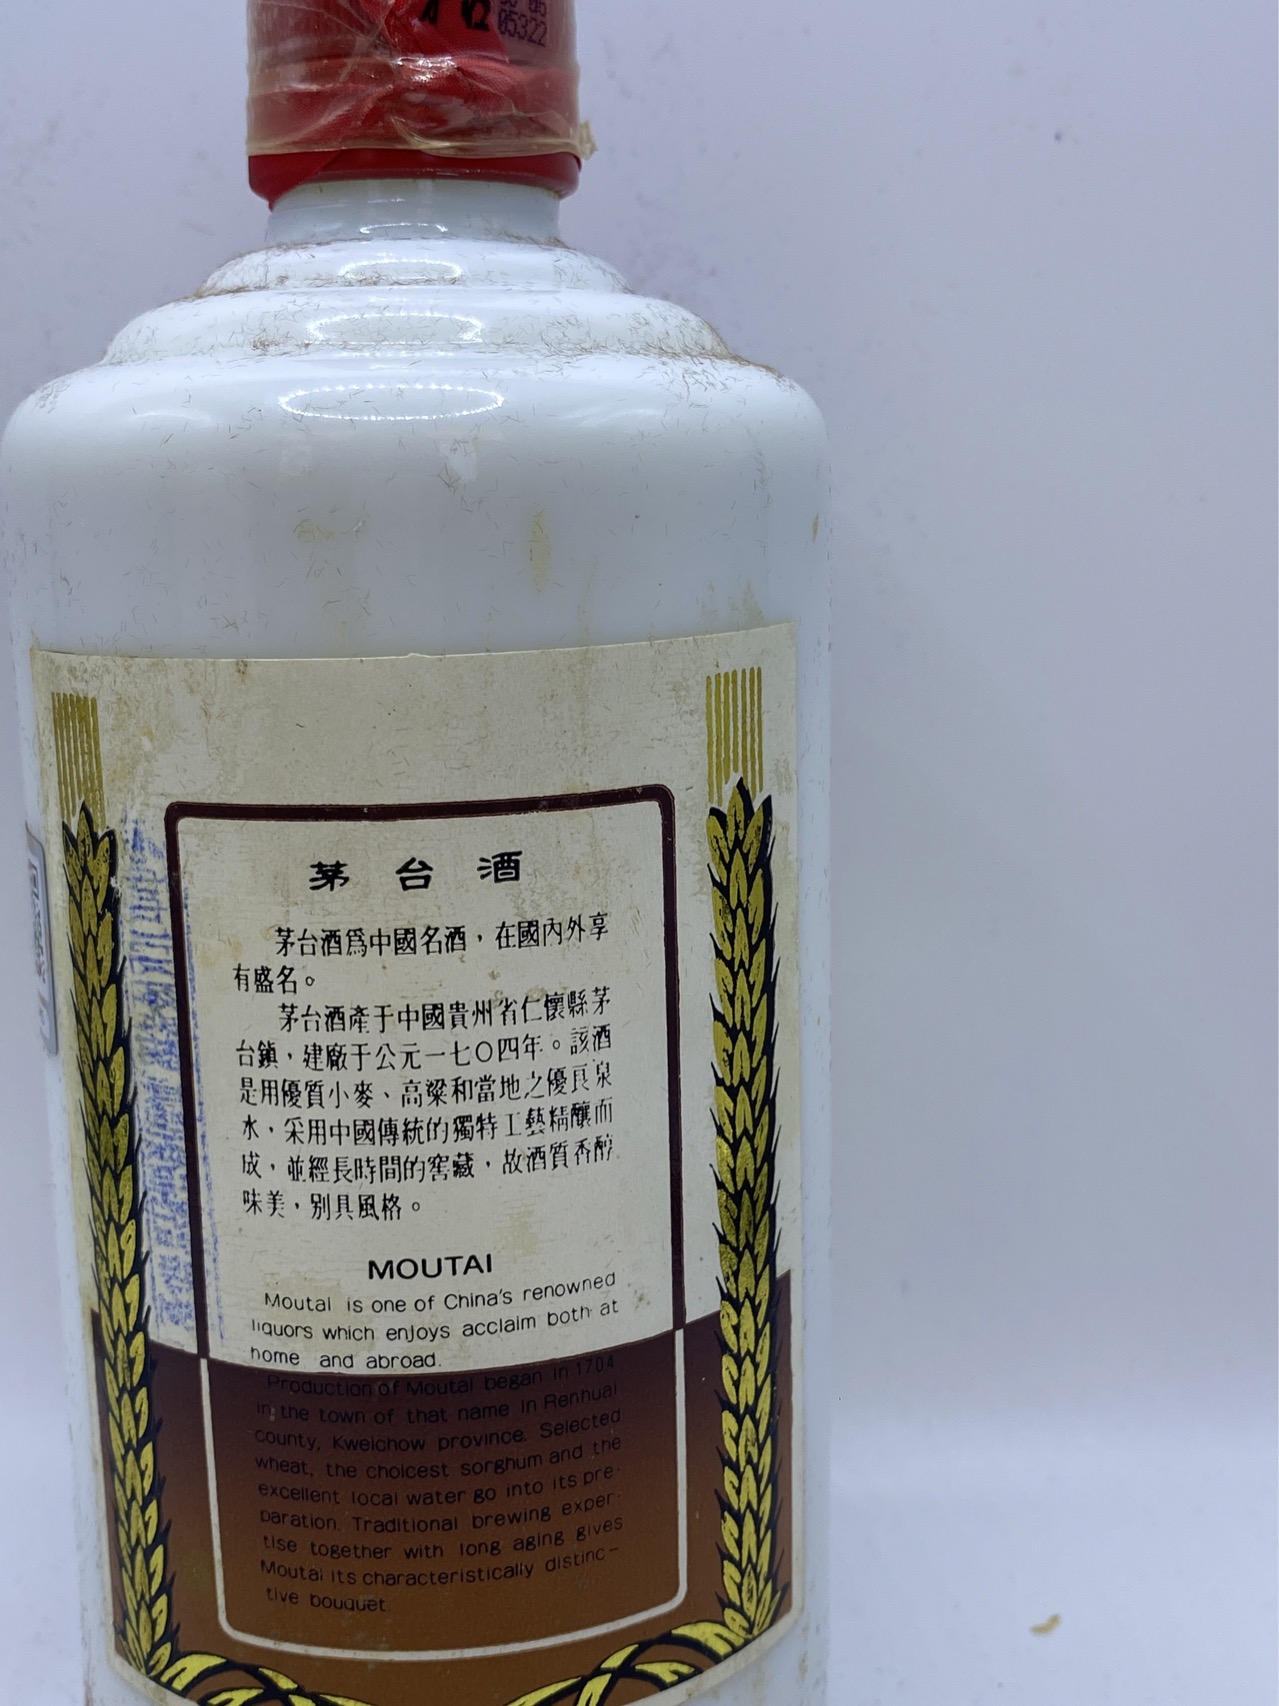 05322
茅台酒
茅台酒爲中國名酒，在國內外享
有盛名。
茅台酒產于中國貴州省仁懷縣茅
台鎮，建廠于公元一七〇四年。該酒
是用優質小麥、高粱和當地之優良泉
水，采用中國傳統的獨特工藝精釀而
成，並經長時間的窖藏，故酒質香醇
味美，别具風格。
MOUTAI
Moutai is one of China's renowned
liquors which enjoys acclaim both at
home and abroad.
Production of Moutai began in 1704
in the town of that name in Renhuai
county, Kweichow province. Selected
wheat, the choicest sorghum and the
excellent local water go into its pre-
paration. Traditional brewing exper-
tise together with long aging gives
Moutai its characteristically distinc-
tive bouquet.